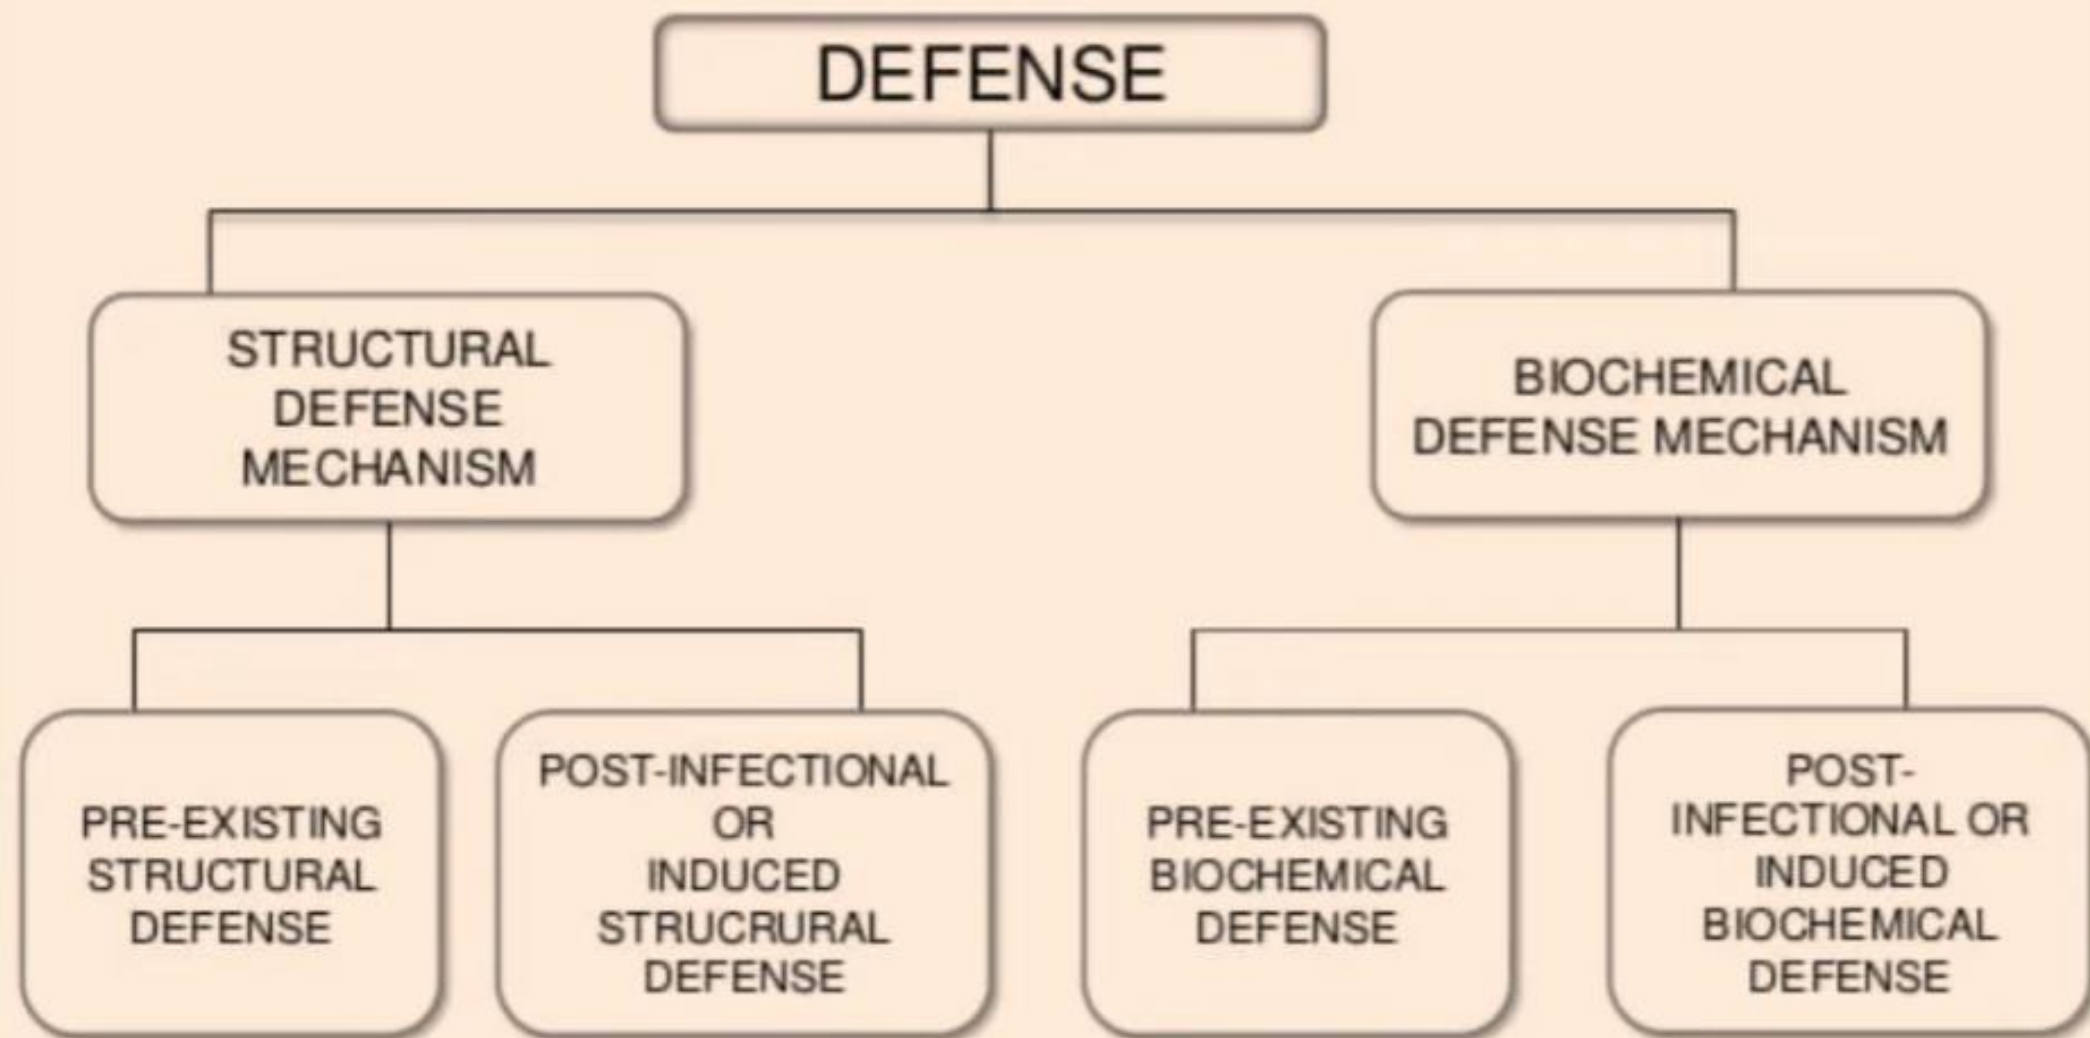 DEFENSE
STRUCTURAL
DEFENSE
MECHANISM
BIOCHEMICAL
DEFENSE MECHANISM
PRE-EXISTING
STRUCTURAL
DEFENSE
POST-INFECTIONAL
OR
INDUCED
STRUCRURAL
DEFENSE
PRE-EXISTING
BIOCHEMICAL
DEFENSE
POST-
INFECTIONAL OR
INDUCED
BIOCHEMICAL
DEFENSE